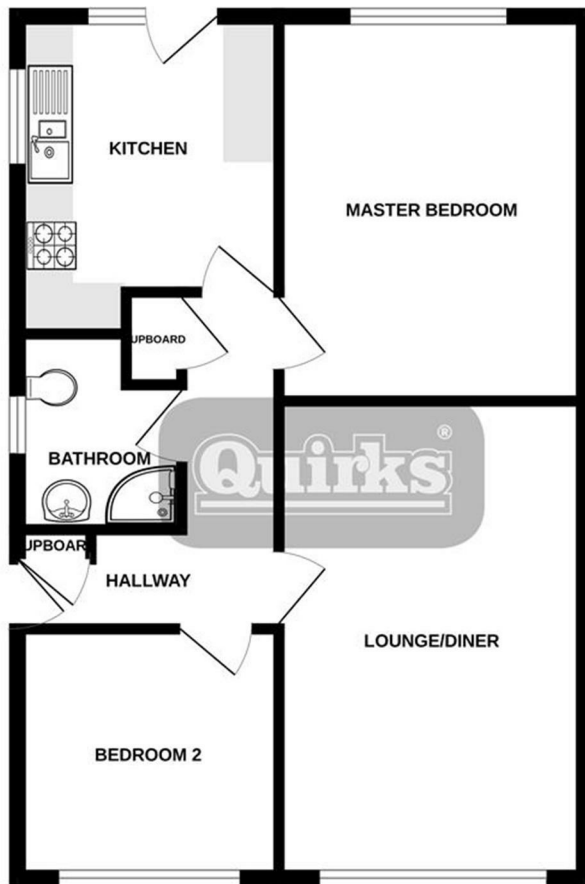 KITCHEN
MASTER BEDROOM
UPBOARD
BATHROOM
Quirks®
UPBOAR
HALLWAY
LOUNGE/DINER
BEDROOM 2